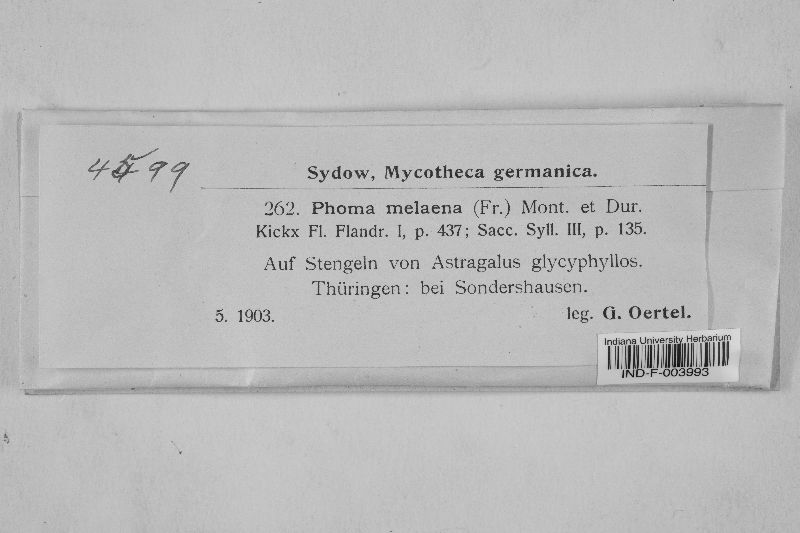 4599
Sydow, Mycotheca germanica.
262. Phoma melaena (Fr.) Mont. et Dur.
Kickx Fl. Flandr. I, p. 437; Sacc. Syll. III, p. 135.
Auf Stengeln von Astragalus glycyphyllos.
Thüringen: bei Sondershausen.
5. 1903. leg. G. Oertel.
Indiana University Herbarium
IND-F-003993